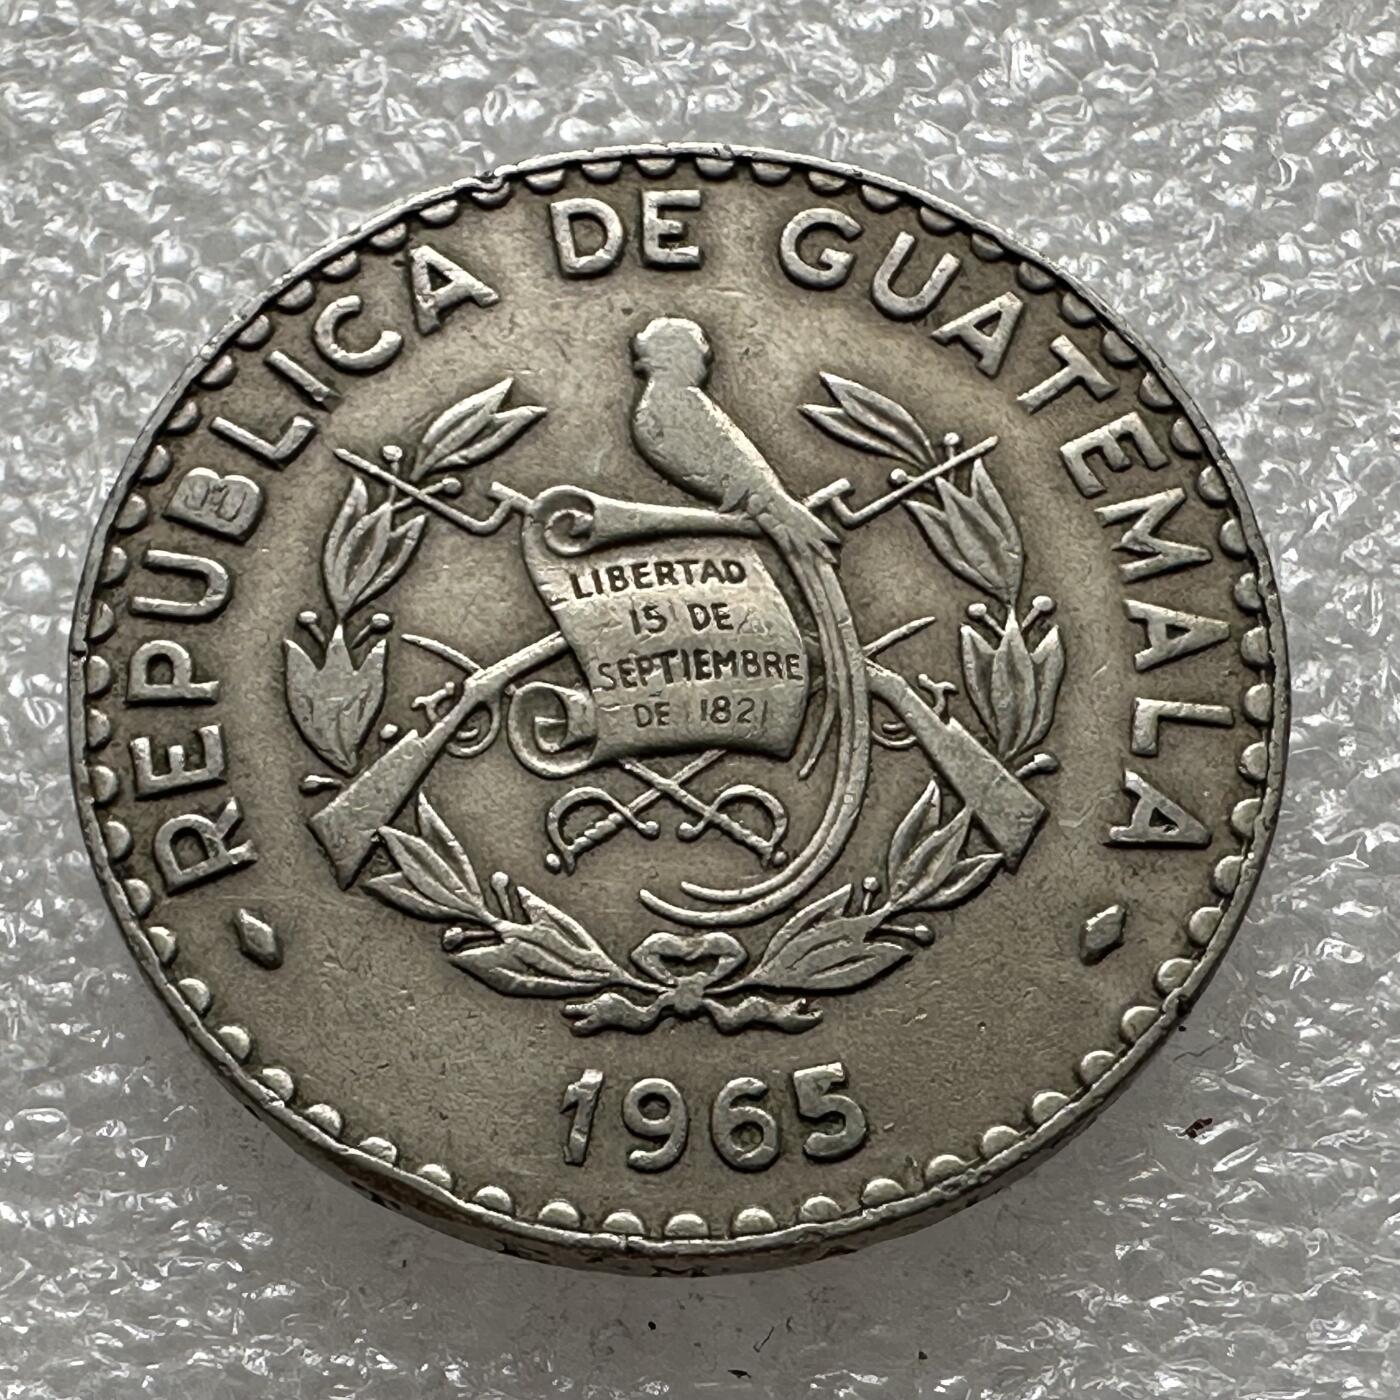 REPUBLICA DE GUATEMALA
LIBERTAD
15 DE
SEPTIEMBRE
DE 1821
1965